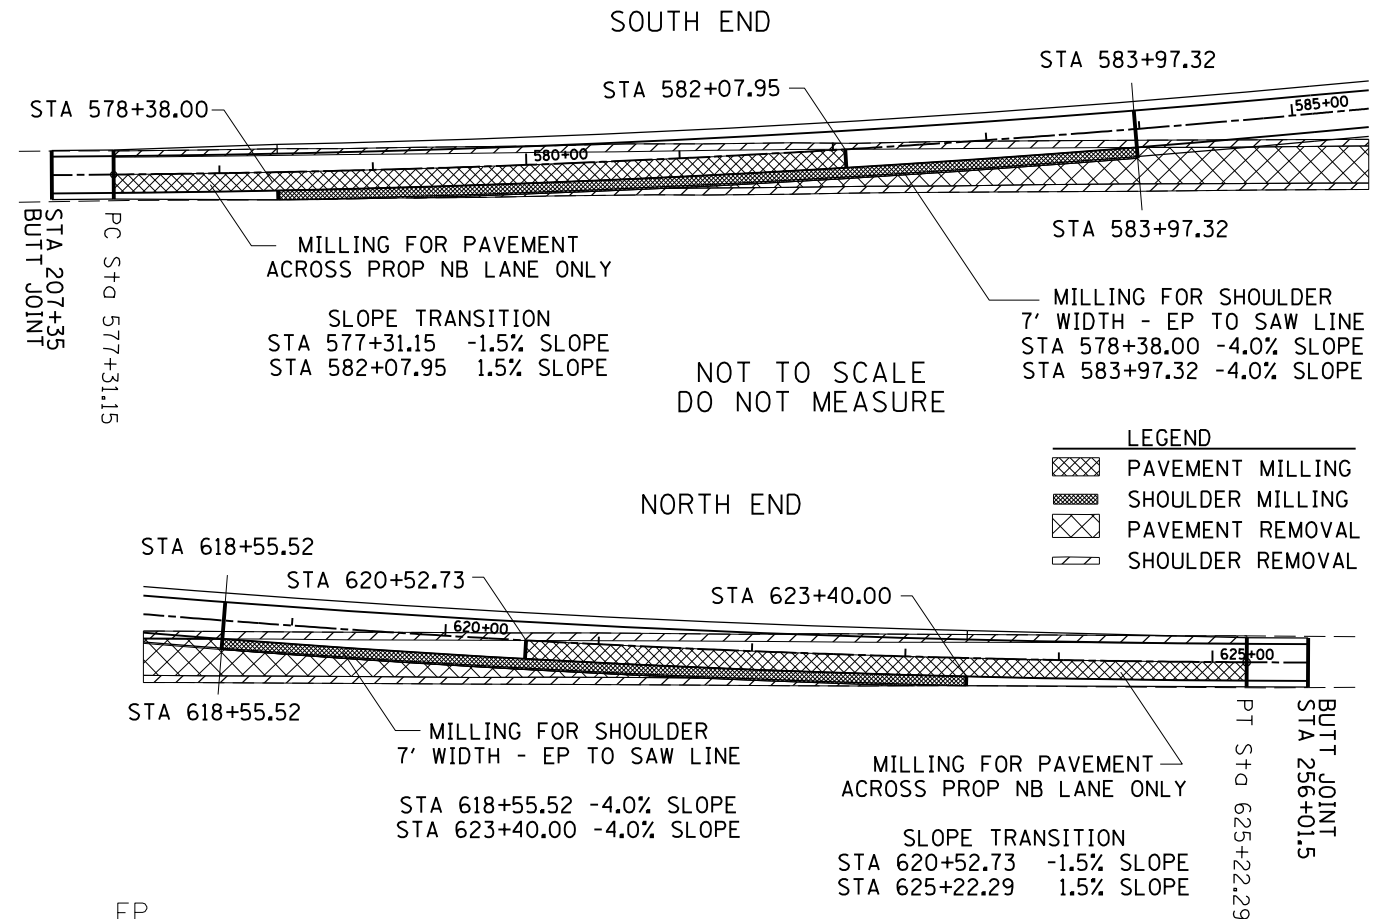 SOUTH END
STA 583+97.32
STA 582+07.95
STA 578+38.00
585+00
580+00
STA 207+35
BUTT JOINT
PC Sta 577+31.15
MILLING FOR PAVEMENT
ACROSS PROP NB LANE ONLY
SLOPE TRANSITION
STA 577+31.15 -1.5% SLOPE
STA 582+07.95 1.5% SLOPE
STA 583+97.32
MILLING FOR SHOULDER
7' WIDTH - EP TO SAW LINE
STA 578+38.00 -4.0% SLOPE
STA 583+97.32 -4.0% SLOPE
NOT TO SCALE
DO NOT MEASURE
LEGEND
PAVEMENT MILLING
SHOULDER MILLING
PAVEMENT REMOVAL
SHOULDER REMOVAL
NORTH END
STA 618+55.52
STA 620+52.73
STA 623+40.00
620+00
625+00
STA 618+55.52
MILLING FOR SHOULDER
7' WIDTH - EP TO SAW LINE
STA 618+55.52 -4.0% SLOPE
STA 623+40.00 -4.0% SLOPE
MILLING FOR PAVEMENT
ACROSS PROP NB LANE ONLY
SLOPE TRANSITION
STA 620+52.73 -1.5% SLOPE
STA 625+22.29 1.5% SLOPE
PT Sta 625+22.29
BUTT JOINT
STA 256+01.5